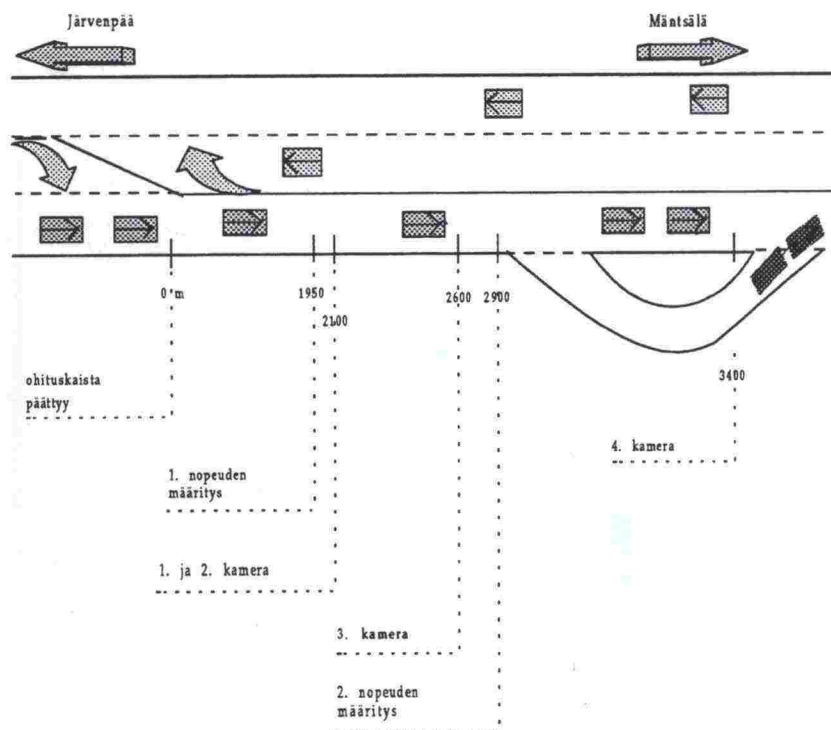 Järvenpää
Mäntsälä
0 m
1950
2100
2600
2900
3400
ohituskaista
päättyy
4. kamera
1. nopeuden
määritys
1. ja 2. kamera
3. kamera
2. nopeuden
määritys